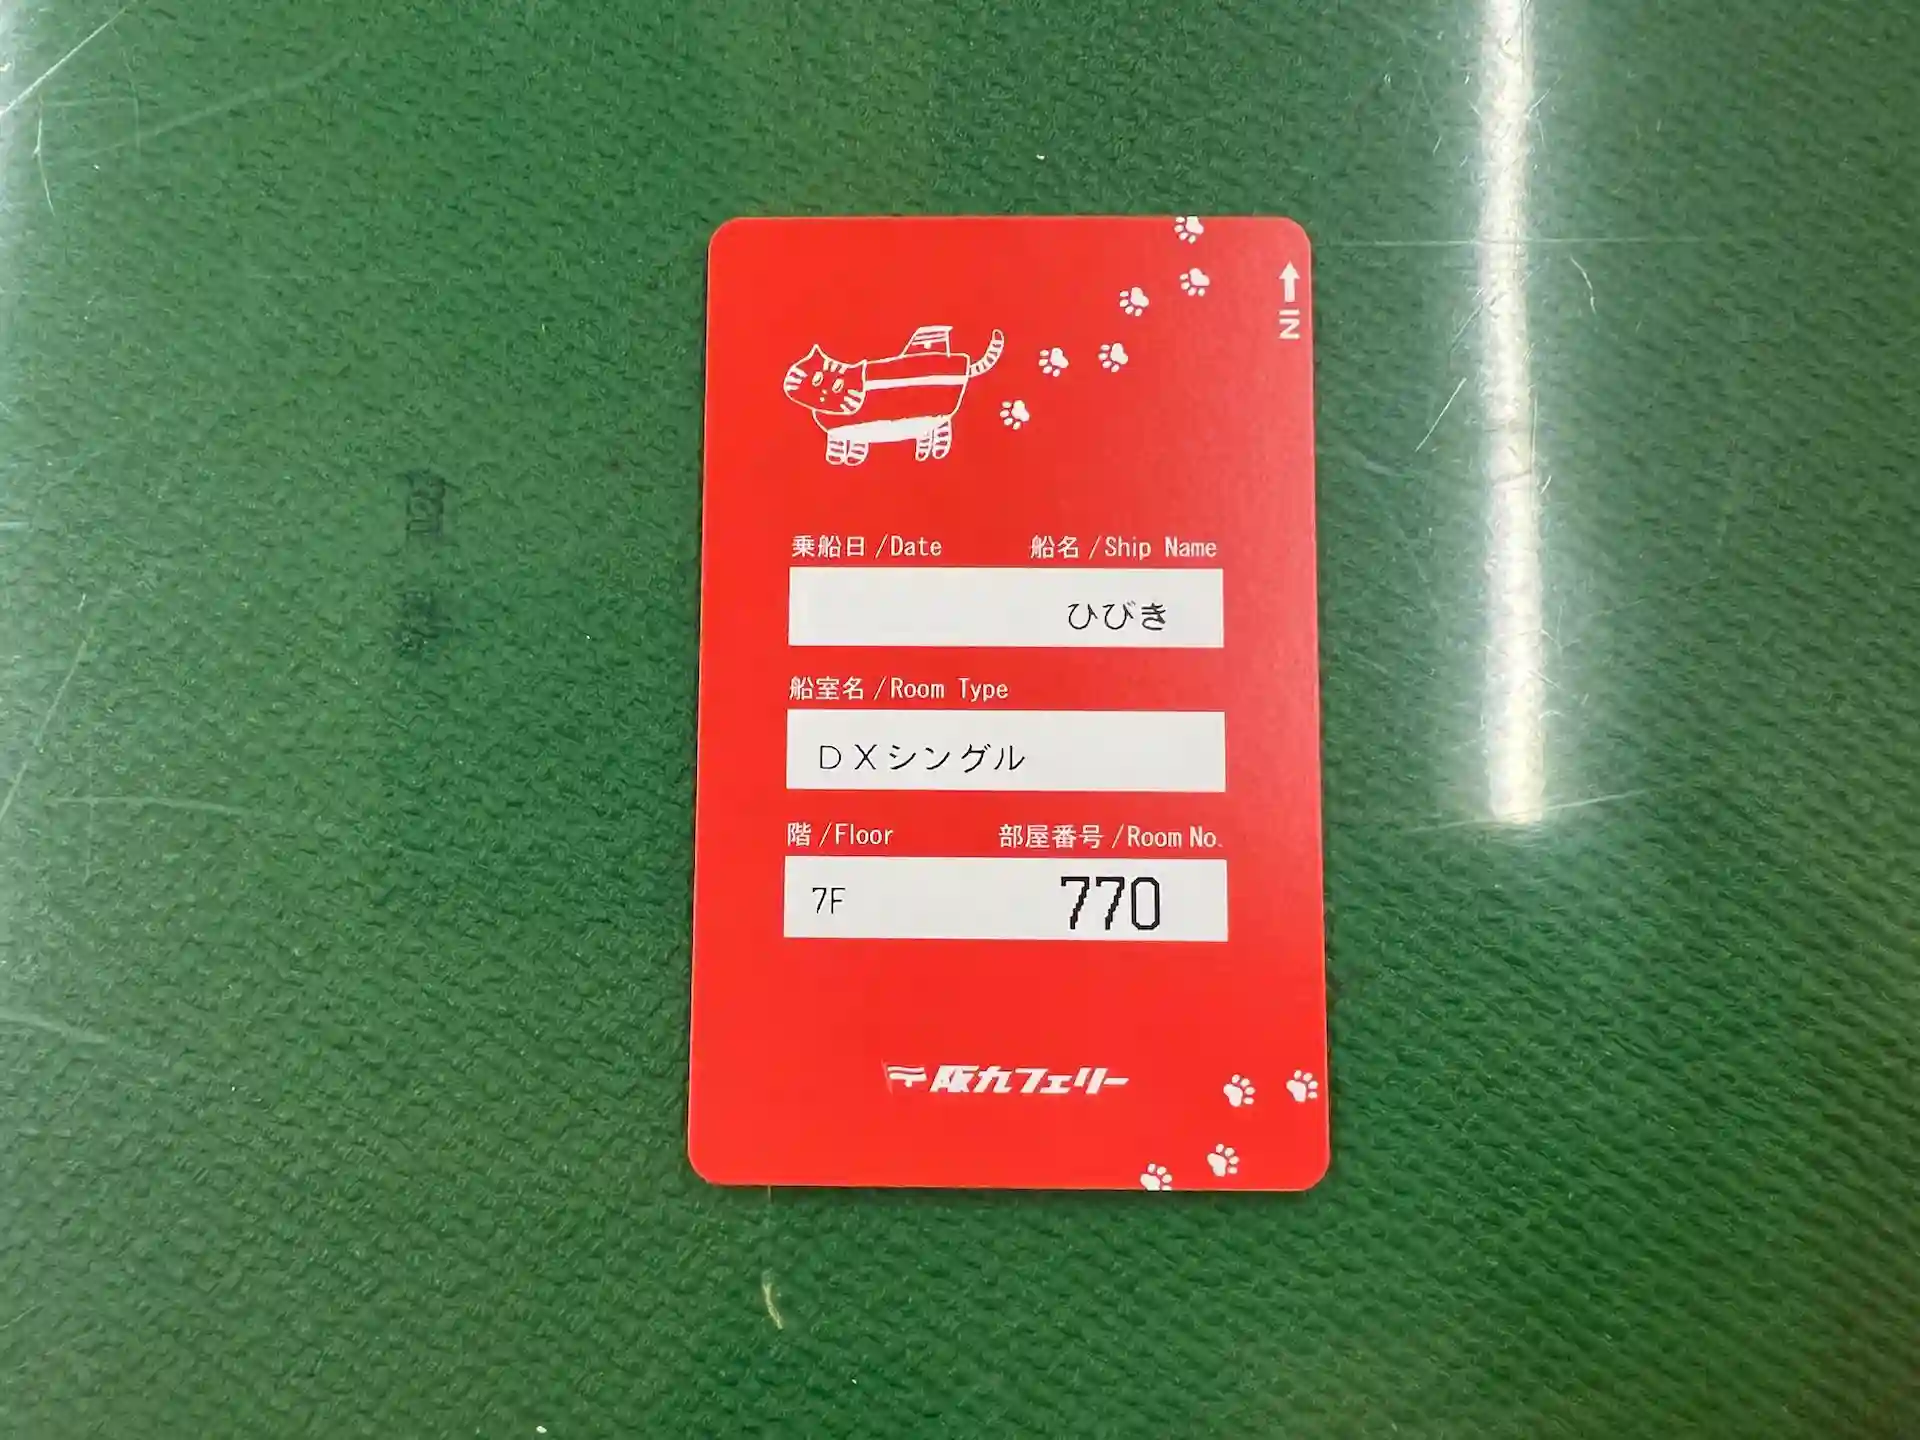 ↑IN
乗船日/Date 船名/Ship Name
ひびき
船室名/Room Type
DXシングル
階/Floor 部屋番号/Room No.
7F 770
阪九フェリー